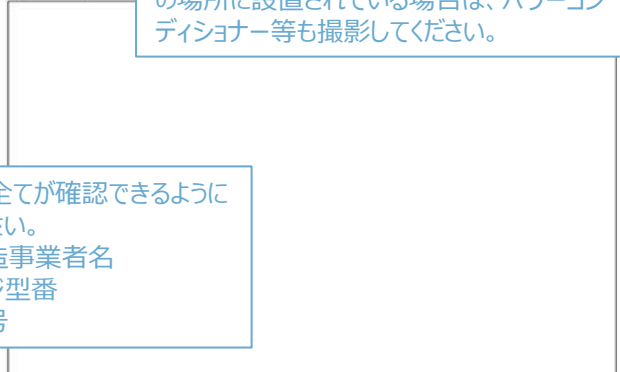 の場所に設置されている場合は、パワーコン
ディショナー等も撮影してください。
全てが確認できるように
さい。
造事業者名
ジ型番
号